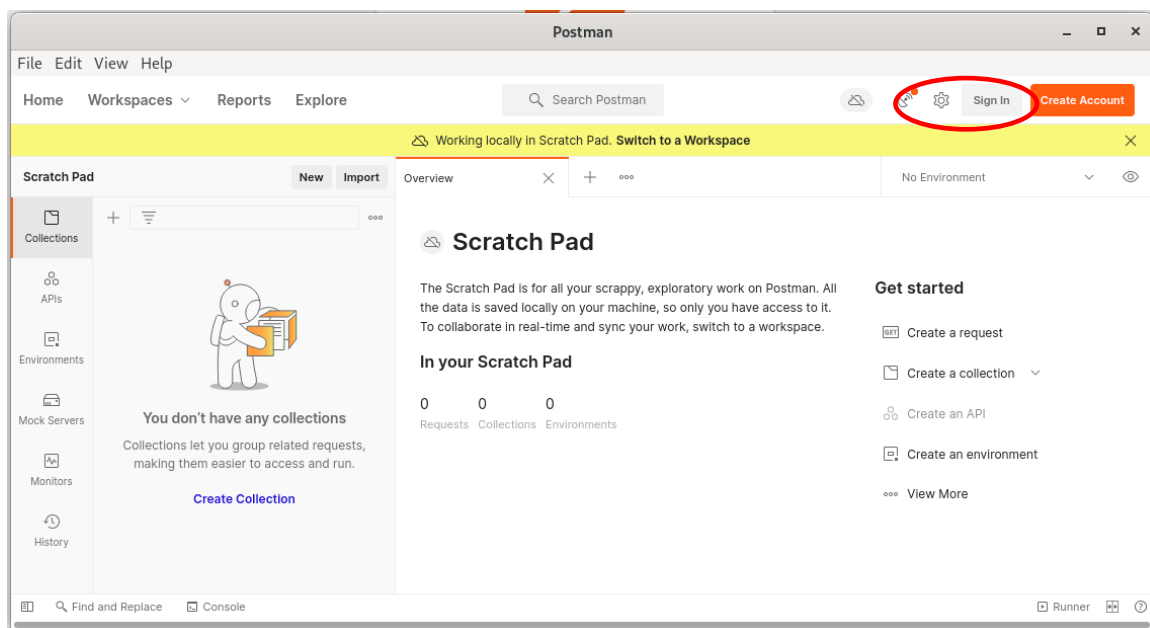 Postman
File Edit View Help
Home Workspaces Reports Explore Search Postman Sign In Create Account
Working locally in Scratch Pad. Switch to a Workspace
Scratch Pad New Import Overview No Environment
Collections
APIs
Environments
Mock Servers
Monitors
History
You don't have any collections
Collections let you group related requests,
making them easier to access and run.
Create Collection
Scratch Pad
The Scratch Pad is for all your scrappy, exploratory work on Postman. All
the data is saved locally on your machine, so only you have access to it.
To collaborate in real-time and sync your work, switch to a workspace.
In your Scratch Pad
0 0 0
Requests Collections Environments
Get started
GET Create a request
Create a collection
Create an API
Create an environment
View More
Find and Replace Console Runner